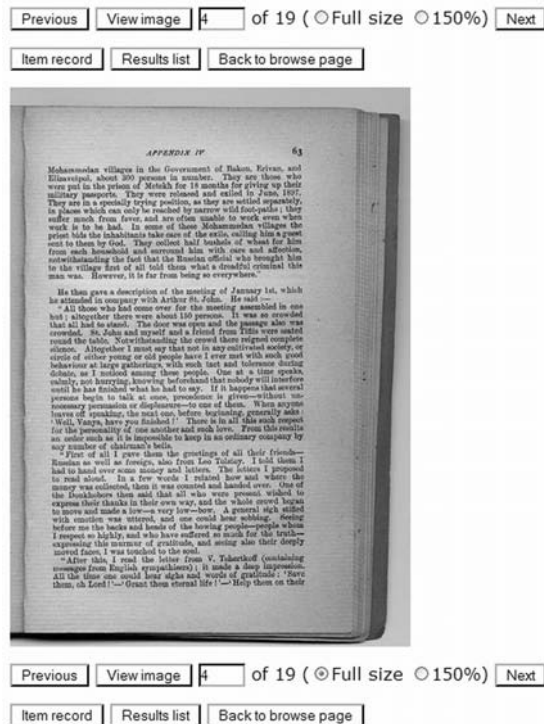 Previous View image 4 of 19 ( Full size 150%) Next
Item record Results list Back to browse page
APPENDIX IV 63
Mohammedan villages in the Government of Bakou, Erivan, and
Elizavetpol, about 300 persons in number. They are those who
were put in the prison of Metekh for 18 months for giving up their
military passports. They were released and exiled in June, 1897.
They are in a specially trying position, as they are settled separately,
in places which can only be reached by narrow wild foot-paths; they
suffer much from fever, and are often unable to work even when
work is to be had. In some of these Mohammedan villages the
priest bids the inhabitants take care of the exile, calling him a guest
sent to them by God. They collect half bushels of wheat for him
from each household and surround him with care and affection,
notwithstanding the fact that the Russian official who brought him
to the village first of all told them what a dreadful criminal this
man was. However, it is far from being so everywhere."
He then gave a description of the meeting of January 1st, which
he attended in company with Arthur St. John. He said :—
"All those who had come over for the meeting assembled in one
hut; altogether there were about 150 persons. It was so crowded
that all had to stand. The door was open and the passage also was
crowded. St. John and myself and a friend from Tiflis were seated
round the table. Notwithstanding the crowd there reigned complete
silence. Altogether I must say that not in any cultivated society, or
circle of either young or old people have I ever met with such good
behaviour at large gatherings, with such tact and tolerance during
debate, as I noticed among these people. One at a time speaks,
calmly, not hurrying, knowing beforehand that nobody will interfere
until he has finished what he had to say. If it happens that several
persons begin to talk at once, precedence is given—without un-
necessary persuasion or displeasure—to one of them. When anyone
leaves off speaking, the next one, before beginning, generally asks:
'Well, Vanya, have you finished?' There is in all this such respect
for the personality of one another and such love. From this results
an order such as it is impossible to keep in an ordinary company by
any number of chairman's bells.
"First of all I gave them the greetings of all their friends—
Russian as well as foreign, also from Leo Tolstoy. I told them I
had to hand over some money and letters. The letters I proposed
to read aloud. In a few words I related how and where the
money was collected, then it was counted and handed over. One of
the Doukhobors then said that all who were present wished to
express their thanks in their own way, and the whole crowd began
to move and made a low—a very low—bow. A general sigh stifled
with emotion was uttered, and one could hear sobbing. Seeing
before me the backs and heads of the bowing people—people whom
I respect so highly, and who have suffered so much for the truth—
expressing this murmur of gratitude, and seeing also their deeply
moved faces, I was touched to the soul.
"After this, I read the letter from V. Tchertkoff (containing
messages from English sympathisers); it made a deep impression.
All the time one could hear sighs and words of gratitude: 'Save
them, oh Lord!'—'Grant them eternal life!'—'Help them on their
Previous View image 4 of 19 ( Full size 150%) Next
Item record Results list Back to browse page